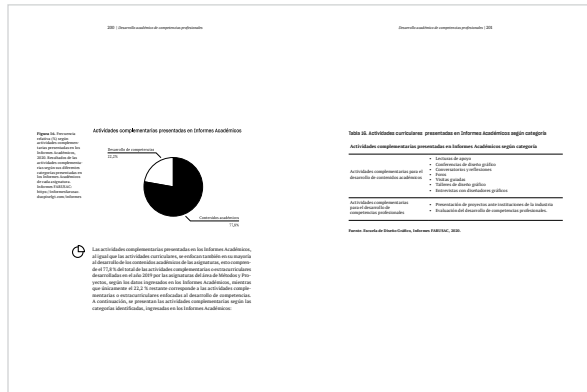 200 | Desarrollo académico de competencias profesionales
Actividades complementarias presentadas en Informes Académicos
Figura 14. Frecuencia
relativa (%) según
actividades complemen-
tarias presentadas en los
Informes Académicos,
2020. Resultados de las
actividades complementa-
rias según sus diferentes
categorías presentadas en
los Informes Académicos
de cada asignatura.
Informes FARUSAC:
Desarrollo de competencias
22,2%
Contenidos académicos
77,8%
Las actividades complementarias presentadas en los Informes Académicos,
al igual que las actividades curriculares, se enfocan también en su mayoría
al desarrollo de los contenidos académicos de las asignaturas, esto compren-
de el 77,8 % del total de las actividades complementarias o extracurriculares
desarrolladas en el año 2019 por las asignaturas del área de Métodos y Pro-
yectos, según los datos ingresados en los Informes Académicos, mientras
que únicamente el 22,2 % restante corresponde a las actividades comple-
mentarias o extracurriculares enfocadas al desarrollo de competencias.
A continuación, se presentan las actividades complementarias según las
categorías identificadas, ingresadas en los Informes Académicos:
Desarrollo académico de competencias profesionales | 201
Tabla 16. Actividades curriculares presentadas en Informes Académicos según categoría
Actividades complementarias presentadas en Informes Académicos según categoría
Actividades complementarias para el
desarrollo de contenidos académicos
• Lecturas de apoyo
• Conferencias de diseño gráfico
• Conversatorios y reflexiones
• Foros
• Visitas guiadas
• Talleres de diseño gráfico
• Entrevistas con diseñadores gráficos
Actividades complementarias
para el desarrollo de
competencias profesionales
• Presentación de proyectos ante instituciones de la industria
• Evaluación del desarrollo de competencias profesionales.
Fuente. Escuela de Diseño Gráfico, Informes FARUSAC, 2020.